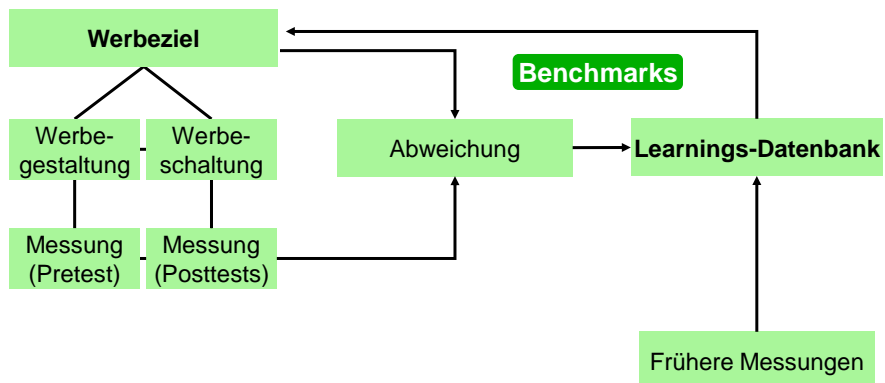 Werbeziel
Benchmarks
Werbe-
gestaltung
Werbe-
schaltung
Abweichung
Learnings-Datenbank
Messung
(Pretest)
Messung
(Posttests)
Frühere Messungen